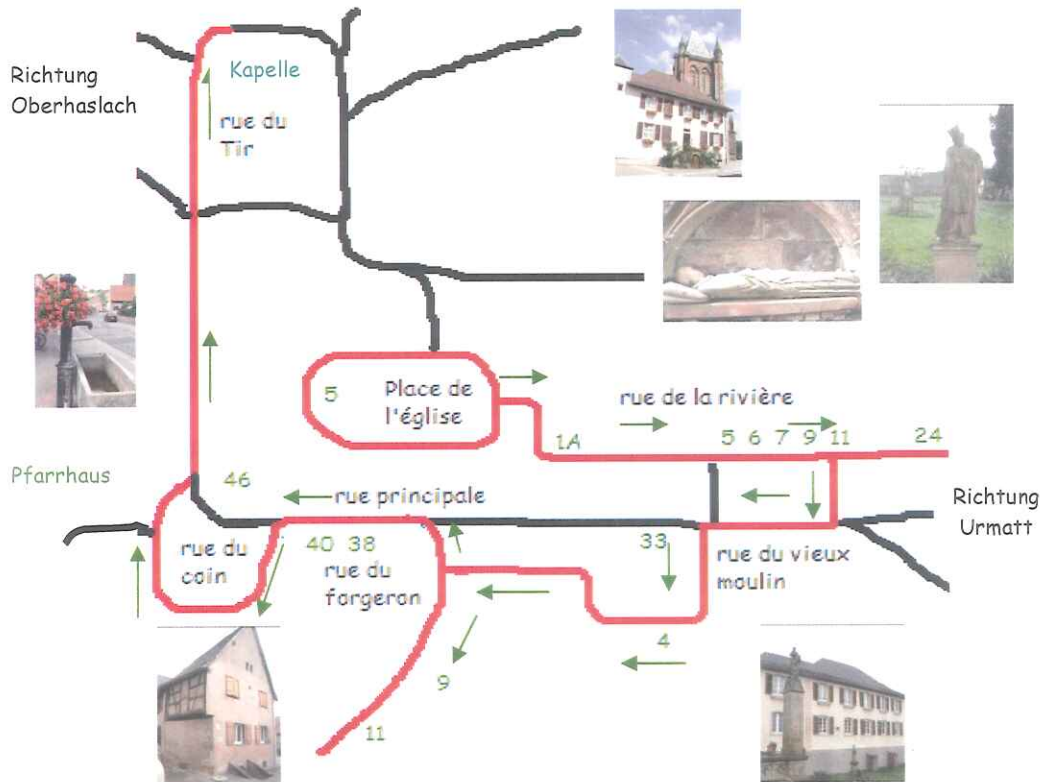 Richtung
Oberhaslach
Kapelle
rue du
Tir
5
Place de
l'église
rue de la rivière
1A
5 6 7 9 11
24
Pfarrhaus
46
rue principale
Richtung
Urmatt
rue du
coin
40 38
rue du
forgeron
33
rue du vieux
moulin
4
9
11